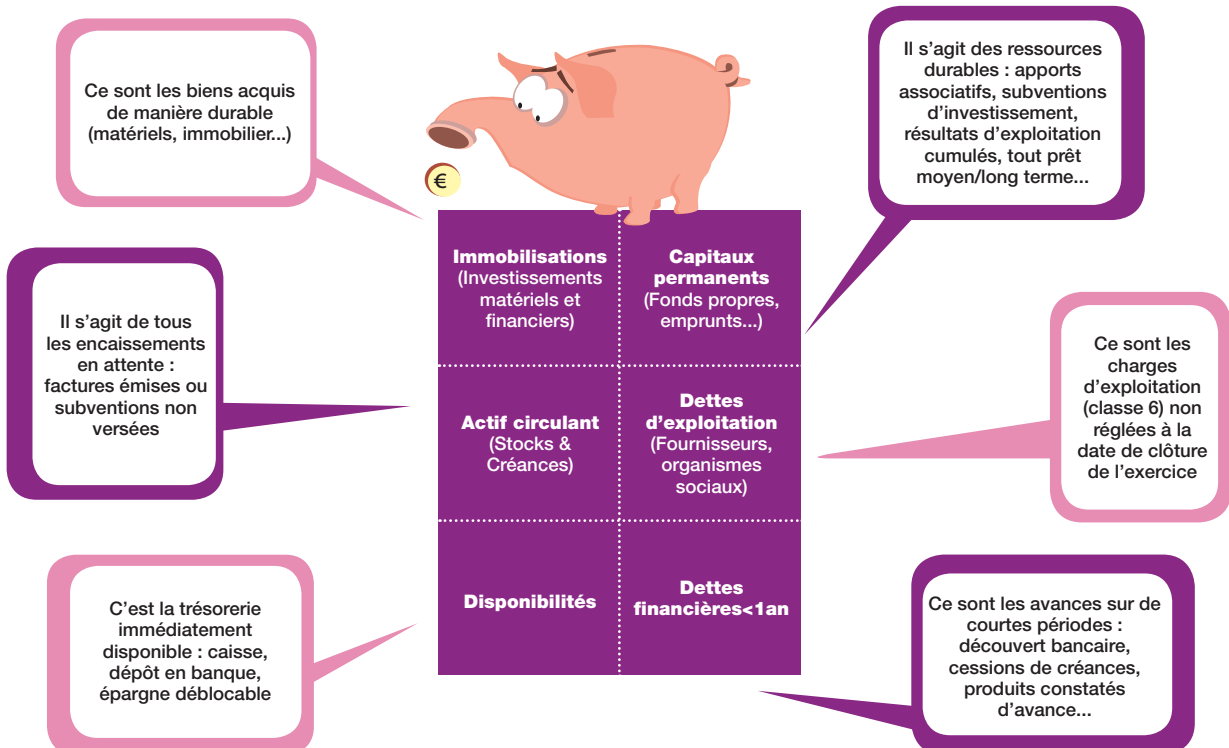 Ce sont les biens acquis
de manière durable
(matériels, immobilier...)
Il s’agit des ressources
durables : apports
associatifs, subventions
d’investissement,
résultats d’exploitation
cumulés, tout prêt
moyen/long terme...
€
Immobilisations
(Investissements
matériels et
financiers)
Capitaux
permanents
(Fonds propres,
emprunts...)
Il s’agit de tous
les encaissements
en attente :
factures émises ou
subventions non
versées
Actif circulant
(Stocks &
Créances)
Dettes
d’exploitation
(Fournisseurs,
organismes
sociaux)
Ce sont les
charges
d’exploitation
(classe 6) non
réglées à la
date de clôture
de l’exercice
C’est la trésorerie
immédiatement
disponible : caisse,
dépôt en banque,
épargne déblocable
Disponibilités
Dettes
financières<1an
Ce sont les avances sur de
courtes périodes :
découvert bancaire,
cessions de créances,
produits constatés
d’avance...